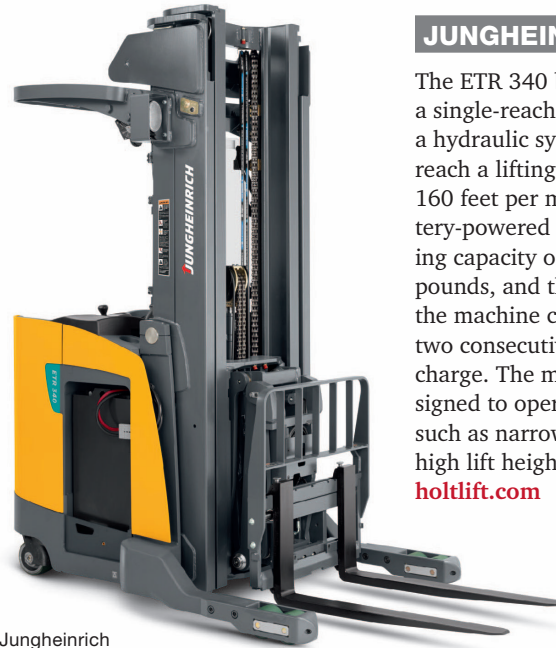 JUNGHEIN
The ETR 340
a single-reach
a hydraulic sy
reach a lifting
160 feet per m
tery-powered
ing capacity o
pounds, and th
the machine c
two consecutiv
charge. The m
signed to oper
such as narrow
high lift heigh
holtlift.com
JUNGHEINRICH
ETR 340
Jungheinrich